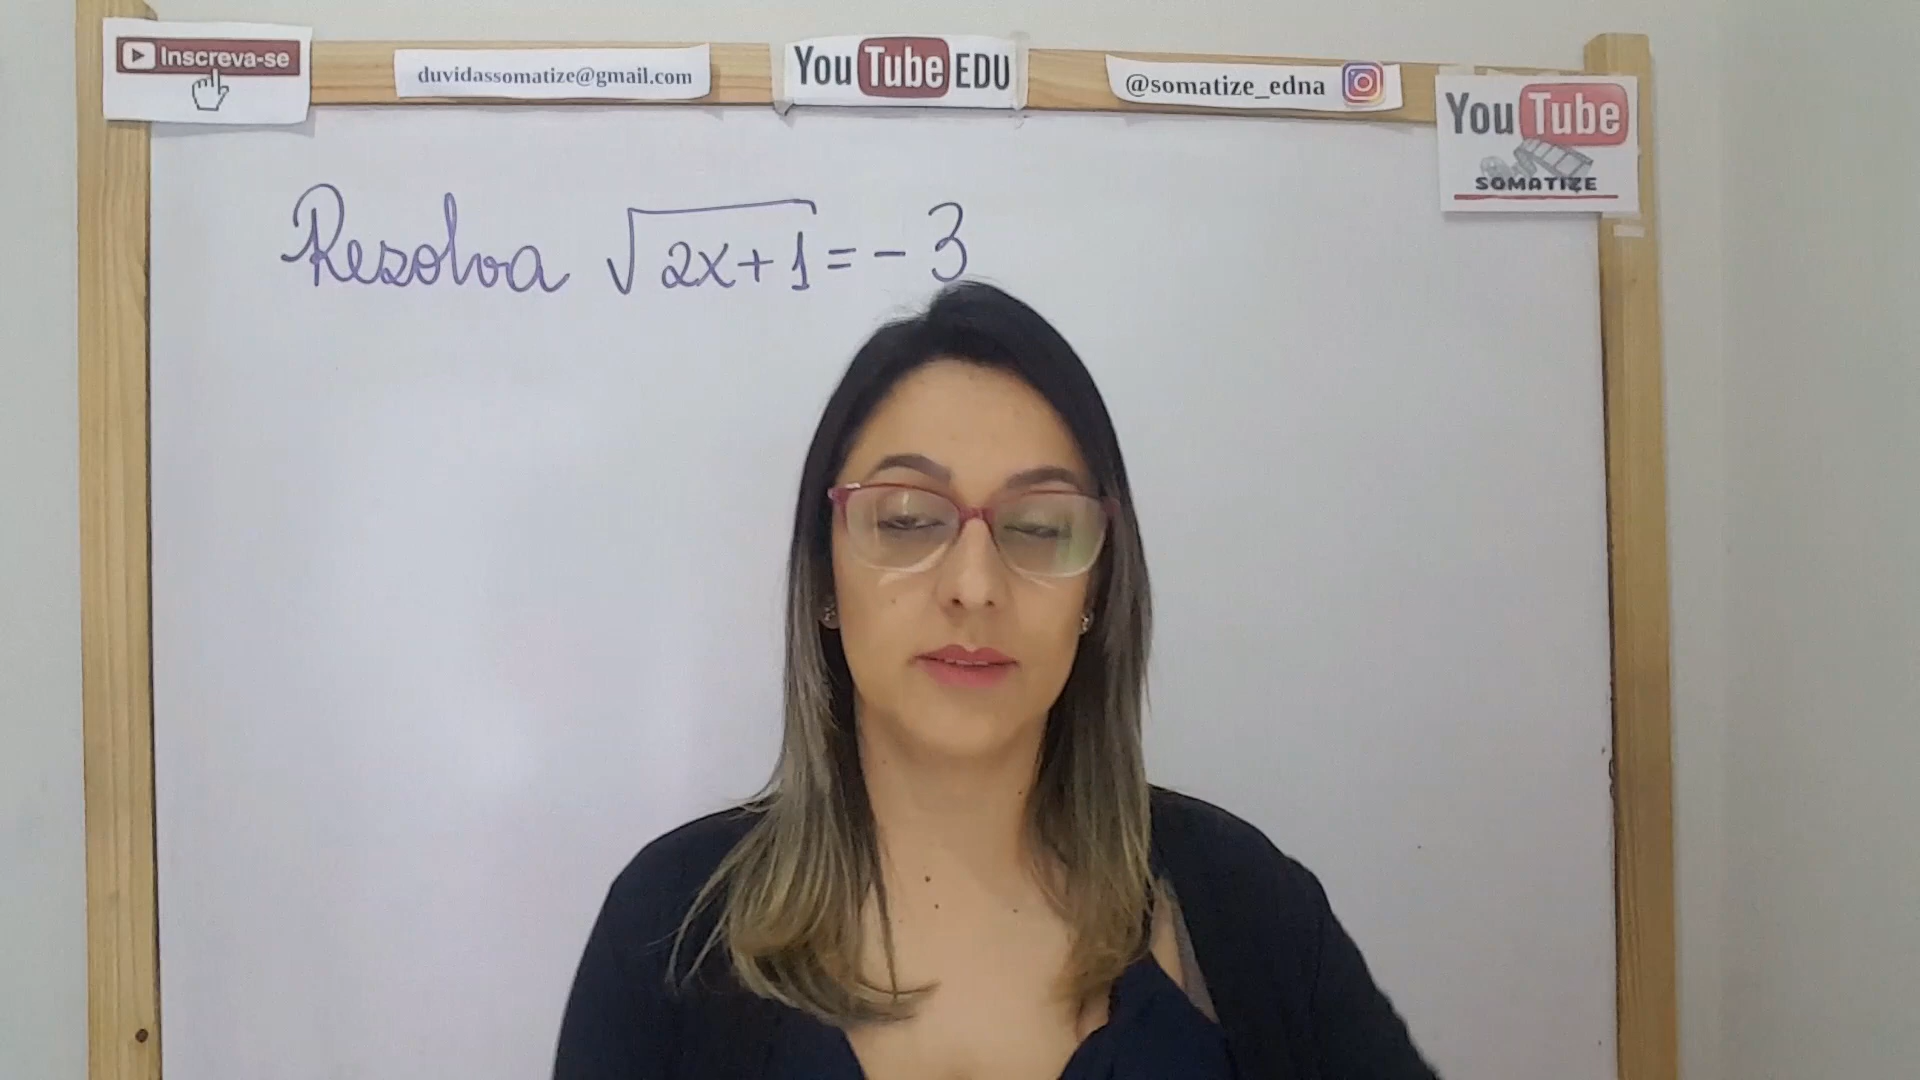 Inscreva-se
duvidassomatize@gmail.com
YouTube EDU
@somatize_edna
YouTube
SOMATIZE
Resolva √2x+1 = - 3